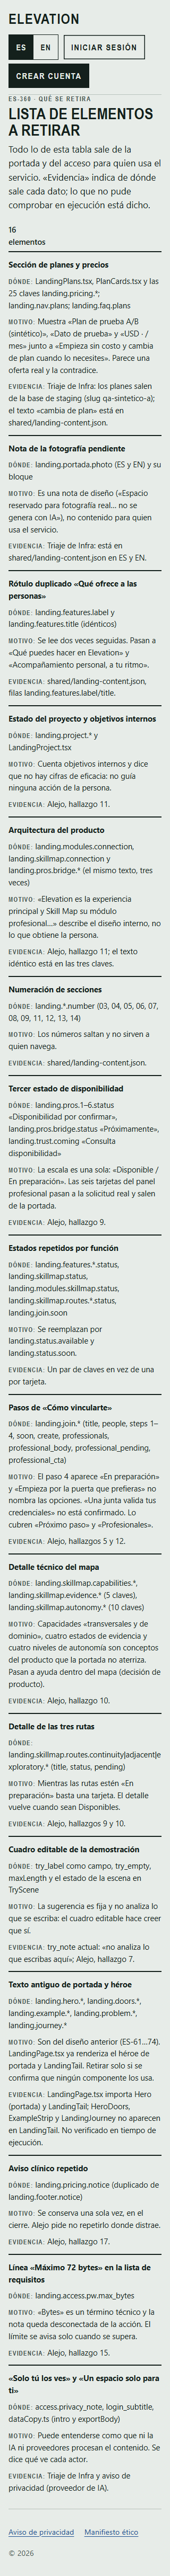 ELEVATION
ES EN INICIAR SESIÓN
CREAR CUENTA
ES-368 · QUÉ SE RETIRA
LISTA DE ELEMENTOS
A RETIRAR
Todo lo de esta tabla sale de la
portada y del acceso para quien usa el
servicio. «Evidencia» indica de dónde
sale cada dato; lo que no pude
comprobar en ejecución está dicho.
16
elementos
Sección de planes y precios
DÓNDE: LandingPlans.tsx, PlanCards.tsx y las
25 claves landing.pricing.*;
landing.nav.planes; landing.faq.plans
MOTIVO: Muestra «Plan de prueba A/B
(sintético)», «Dato de prueba» y «USD · /
mes» junto a «Empieza sin costo y cambia
de plan cuando lo necesites». Parece una
oferta real y la contradice.
EVIDENCIA: Triaje de Infra: los planes salen
de la base de staging (slug qa-sintetico-a);
el texto «cambia de plan» está en
shared/landing-content.json.
Nota de la fotografía pendiente
DÓNDE: landing.portada.photo (ES y EN) y su
bloque
MOTIVO: Es una nota de diseño («Espacio
reservado para fotografía real... no se
genera con IA»), no contenido para quien
usa el servicio.
EVIDENCIA: Triaje de Infra: está en
shared/landing-content.json en ES y EN.
Rótulo duplicado «Qué ofrece a las
personas»
DÓNDE: landing.features.label y
landing.features.title (idénticos)
MOTIVO: Se lee dos veces seguidas. Pasan a
«Qué puedes hacer en Elevation» y
«Acompañamiento personal, a tu ritmo».
EVIDENCIA: shared/landing-content.json,
filas landing.features.label/title.
Estado del proyecto y objetivos internos
DÓNDE: landing.project.* y
LandingProject.tsx
MOTIVO: Cuenta objetivos internos y dice
que no hay cifras de eficacia: no guía
ninguna acción de la persona.
EVIDENCIA: Alejo, hallazgo 11.
Arquitectura del producto
DÓNDE: landing.modules.connection,
landing.skillmap.connection y
landing.pros.bridge.* (el mismo texto, tres
veces)
MOTIVO: «Elevation es la experiencia
principal y Skill Map su módulo
profesional...» describe el diseño interno, no
lo que obtiene la persona.
EVIDENCIA: Alejo, hallazgo 11; el texto
idéntico está en las tres claves.
Numeración de secciones
DÓNDE: landing.*.number (03, 04, 05, 06, 07,
08, 09, 11, 12, 13, 14)
MOTIVO: Los números saltan y no sirven a
quien navega.
EVIDENCIA: shared/landing-content.json.
Tercer estado de disponibilidad
DÓNDE: landing.pros.1–6.status
«Disponibilidad por confirmar»,
landing.pros.bridge.status «Próximamente»,
landing.trust.coming «Consulta
disponibilidad»
MOTIVO: La escala es una sola: «Disponible /
En preparación». Las seis tarjetas del panel
profesional pasan a la solicitud real y salen
de la portada.
EVIDENCIA: Alejo, hallazgo 9.
Estados repetidos por función
DÓNDE: landing.features.*.status,
landing.skillmap.status,
landing.modules.skillmap.status,
landing.skillmap.routes.*.status,
landing.join.soon
MOTIVO: Se reemplazan por
landing.status.available y
landing.status.soon.
EVIDENCIA: Un par de claves en vez de una
por tarjeta.
Pasos de «Cómo vincularte»
DÓNDE: landing.join.* (title, people, steps 1–
4, soon, create, professionals,
professional_body, professional_pending,
professional_cta)
MOTIVO: El paso 4 aparece «En preparación»
y «Empieza por la puerta que prefieras» no
nombra las opciones. «Una junta valida tus
credenciales» no está confirmado. Lo
cubren «Próximo paso» y «Profesionales».
EVIDENCIA: Alejo, hallazgos 5 y 12.
Detalle técnico del mapa
DÓNDE: landing.skillmap.capabilities.*,
landing.skillmap.evidence.* (5 claves),
landing.skillmap.autonomy.* (10 claves)
MOTIVO: Capacidades «transversales y de
dominio», cuatro estados de evidencia y
cuatro niveles de autonomía son conceptos
del producto que la portada no aterriza.
Pasan a ayuda dentro del mapa (decisión de
producto).
EVIDENCIA: Alejo, hallazgo 10.
Detalle de las tres rutas
DÓNDE:
landing.skillmap.routes.continuity|adjacent|e
xploratory.* (title, status, pending)
MOTIVO: Mientras las rutas estén «En
preparación» basta una tarjeta. El detalle
vuelve cuando sean Disponibles.
EVIDENCIA: Alejo, hallazgos 9 y 10.
Cuadro editable de la demostración
DÓNDE: try_label como campo, try_empty,
maxLength y el estado de la escena en
TryScene
MOTIVO: La sugerencia es fija y no analiza lo
que se escriba: el cuadro editable hace creer
que sí.
EVIDENCIA: try_note actual: «no analiza lo
que escribas aquí»; Alejo, hallazgo 7.
Texto antiguo de portada y héroe
DÓNDE: landing.hero.*, landing.doors.*,
landing.example.*, landing.problem.*,
landing.journey.*
MOTIVO: Son del diseño anterior (ES-61...74).
LandingPage.tsx ya renderiza el héroe de
portada y LandingTail. Retirar solo si se
confirma que ningún componente los usa.
EVIDENCIA: LandingPage.tsx importa Hero
(portada) y LandingTail; HeroDoors,
ExampleStrip y LandingJourney no aparecen
en LandingTail. No verificado en tiempo de
ejecución.
Aviso clínico repetido
DÓNDE: landing.pricing.notice (duplicado de
landing.footer.notice)
MOTIVO: Se conserva una sola vez, en el
cierre. Alejo pide no repetirlo donde distrae.
EVIDENCIA: Alejo, hallazgo 17.
Línea «Máximo 72 bytes» en la lista de
requisitos
DÓNDE: landing.access.pw.max_bytes
MOTIVO: «Bytes» es un término técnico y la
nota queda desconectada de la acción. El
límite se avisa solo cuando se supera.
EVIDENCIA: Alejo, hallazgo 15.
«Solo tú los ves» y «Un espacio solo para
ti»
DÓNDE: access.privacy_note, login_subtitle,
dataCopy.ts (intro y exportBody)
MOTIVO: Puede entenderse como que ni la
IA ni proveedores procesan el contenido. Se
dice qué ve cada actor.
EVIDENCIA: Triaje de Infra y aviso de
privacidad (proveedor de IA).
Aviso de privacidad Manifiesto ético
© 2026